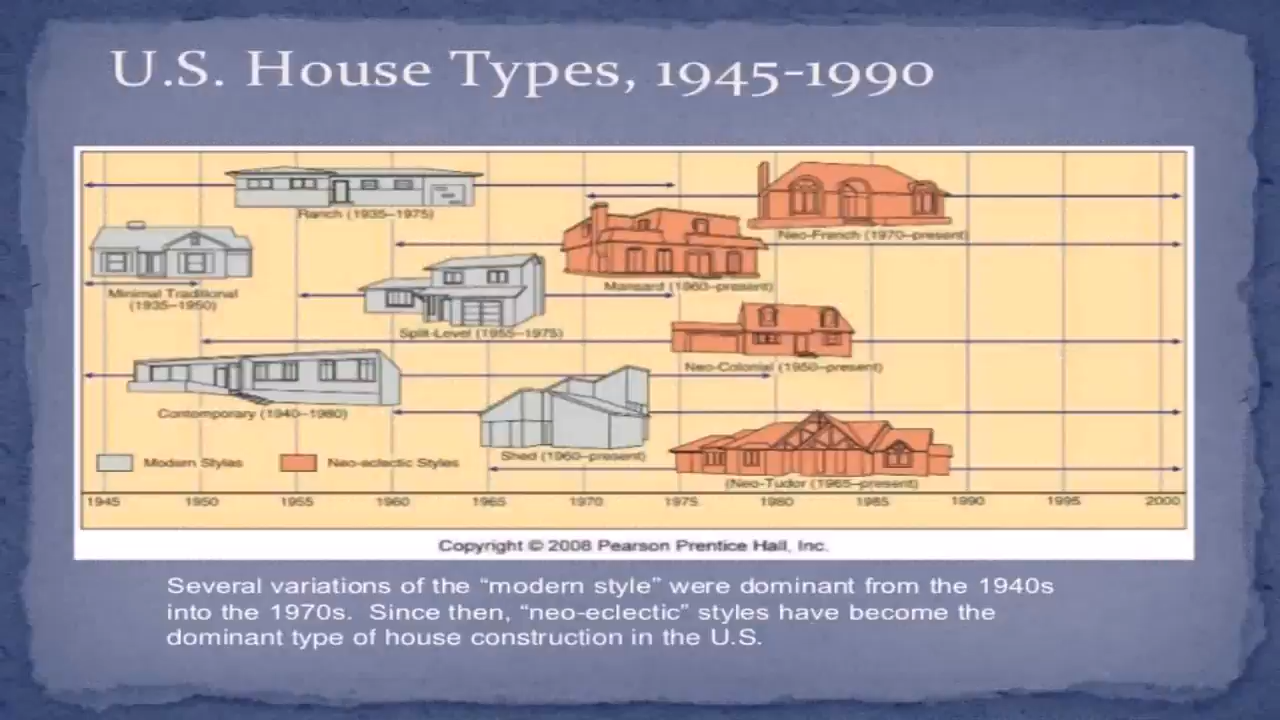 U.S. House Types, 1945-1990
Ranch (1935–1975)
Neo-French (1970–present)
Minimal Traditional
(1935–1950)
Mansard (1960–present)
Split-Level (1955–1975)
Neo-Colonial (1950–present)
Contemporary (1940–1980)
Shed (1960–present)
Modern Styles
Neo-eclectic Styles
(Neo-Tudor (1965–present)
1945 1950 1955 1960 1965 1970 1975 1980 1985 1990 1995 2000
Copyright © 2008 Pearson Prentice Hall, Inc.
Several variations of the “modern style” were dominant from the 1940s
into the 1970s. Since then, “neo-eclectic” styles have become the
dominant type of house construction in the U.S.